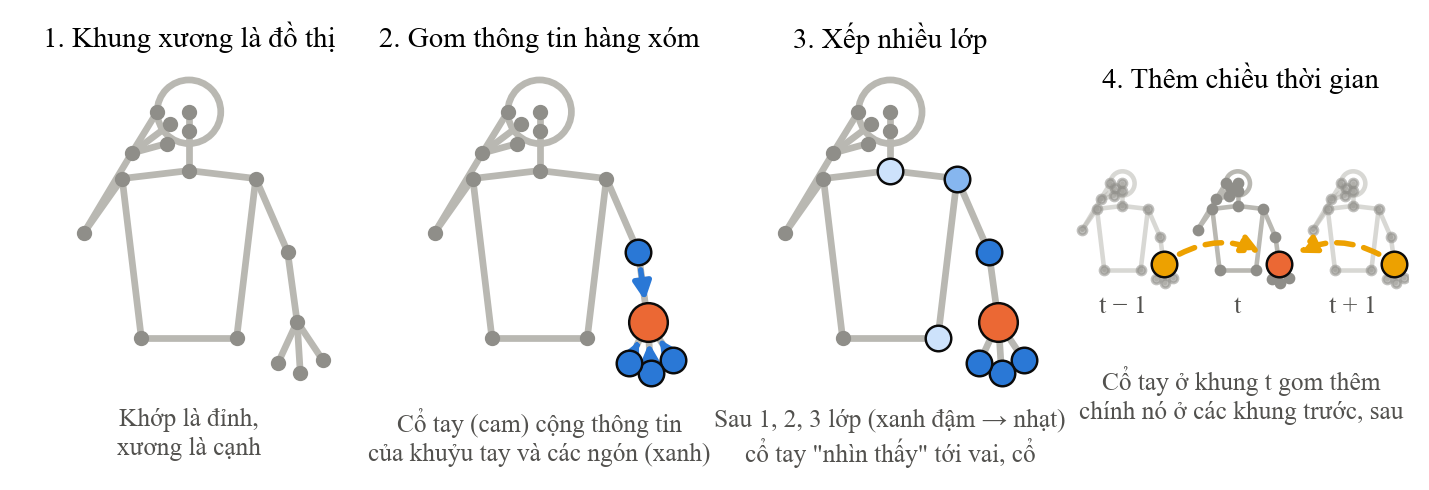 1. Khung xương là đồ thị
Khớp là đỉnh,
xương là cạnh
2. Gom thông tin hàng xóm
Cổ tay (cam) cộng thông tin
của khuỷu tay và các ngón (xanh)
3. Xếp nhiều lớp
Sau 1, 2, 3 lớp (xanh đậm → nhạt)
cổ tay "nhìn thấy" tới vai, cổ
4. Thêm chiều thời gian
t − 1
t
t + 1
Cổ tay ở khung t gom thêm
chính nó ở các khung trước, sau